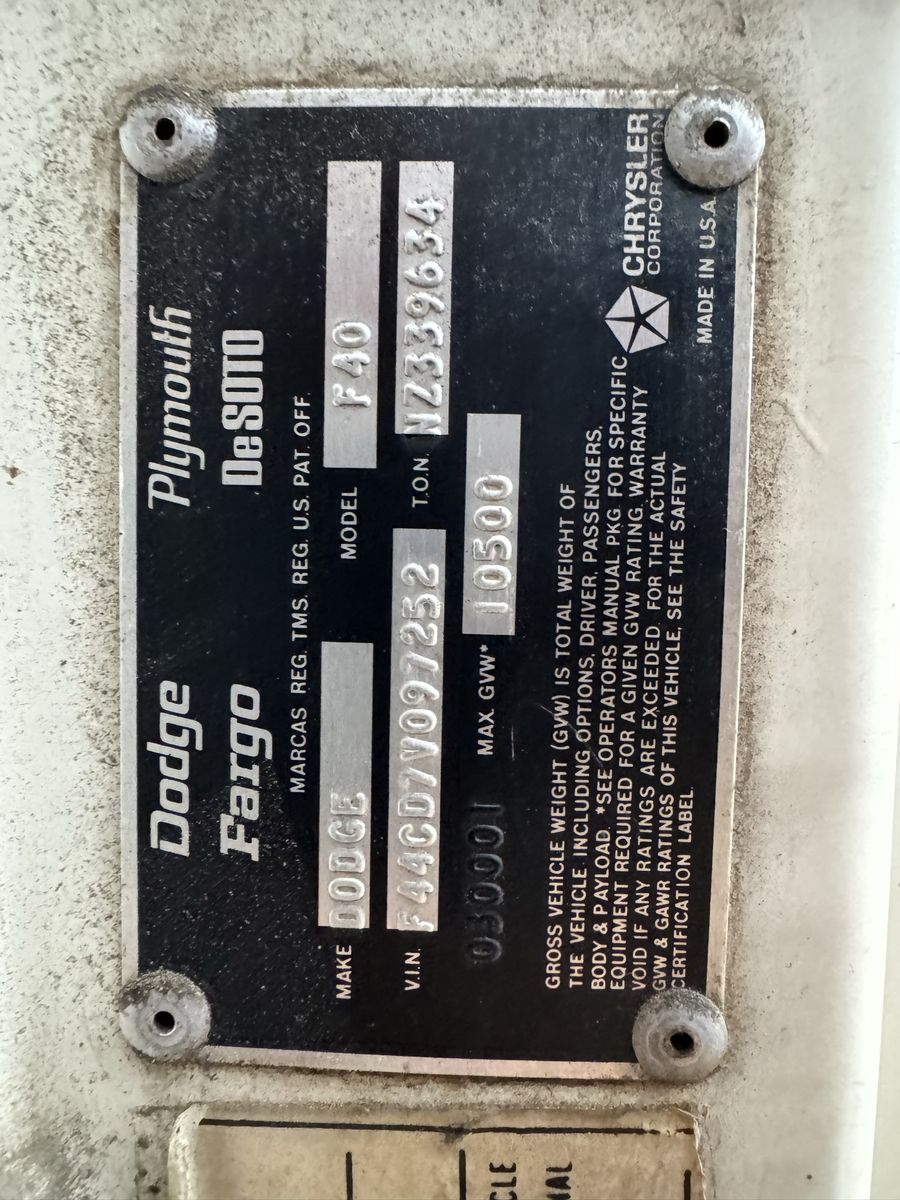 Dodge Plymouth
Fargo DeSOTO
MARCAS REG. TMS. REG. U.S. PAT. OFF.
MAKE DODGE MODEL F40
V.I.N. F44CD7V097252 T.O.N. NZ339634
030001 MAX. GVW* 10500
GROSS VEHICLE WEIGHT (GVW) IS TOTAL WEIGHT OF
THE VEHICLE, INCLUDING OPTIONS, DRIVER, PASSENGERS,
BODY & PAYLOAD. *SEE OPERATORS MANUAL PKG. FOR SPECIFIC
EQUIPMENT REQUIRED FOR A GIVEN GVW RATING, WARRANTY
VOID IF ANY RATINGS ARE EXCEEDED. FOR THE ACTUAL
GVW & GAWR RATINGS OF THIS VEHICLE, SEE THE SAFETY
CERTIFICATION LABEL.
CHRYSLER
CORPORATION
MADE IN U.S.A.